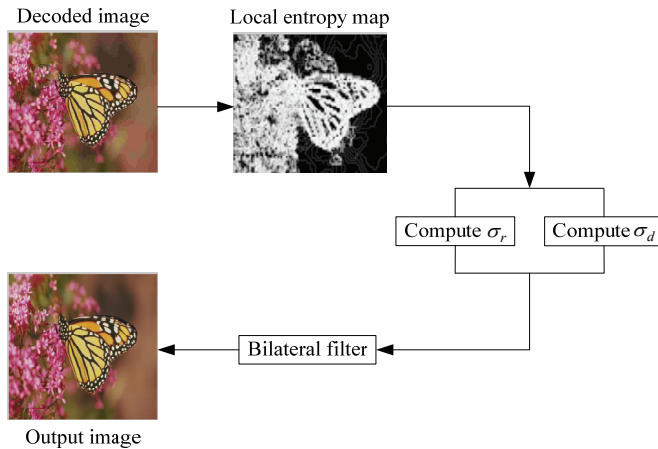 Decoded image
Local entropy map
Compute σr
Compute σd
Bilateral filter
Output image